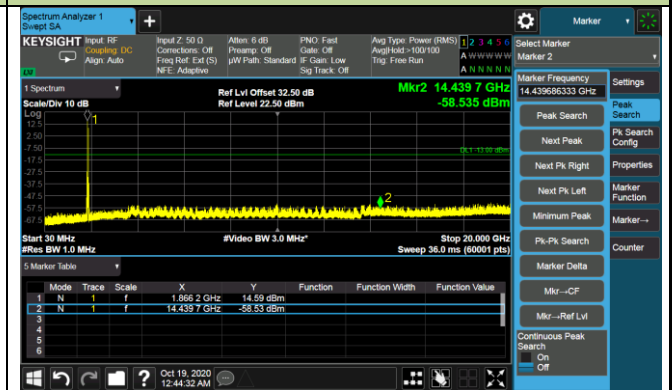 Spectrum Analyzer 1
Swept SA
+
Marker
KEYSIGHT
Input: RF
Coupling: DC
Align: Auto
Input Z: 50 Ω
Corrections: Off
Freq Ref: Ext (S)
NFE: Adaptive
Atten: 6 dB
Preamp: Off
µW Path: Standard
PNO: Fast
Gate: Off
IF Gain: Low
Sig Track: Off
Avg Type: Power (RMS)
Avg|Hold:>100/100
Trig: Free Run
1 2 3 4 5 6
A W W W W W
A N N N N N
1 Spectrum
Scale/Div 10 dB
Log
Ref Lvl Offset 32.50 dB
Ref Level 22.50 dBm
Mkr2 14.439 7 GHz
-58.535 dBm
12.5
2.50
-7.50
-17.5
-27.5
-37.5
-47.5
-57.5
-67.5
1
DL1 -13.00 dBm
2
Start 30 MHz
#Res BW 1.0 MHz
#Video BW 3.0 MHz*
Stop 20.000 GHz
Sweep 36.0 ms (60001 pts)
5 Marker Table
Mode Trace Scale X Y Function Function Width Function Value
1 N 1 f 1.866 2 GHz 14.59 dBm
2 N 1 f 14.439 7 GHz -58.53 dBm
3
4
5
6
Oct 19, 2020
12:44:32 AM
Select Marker
Marker 2
Marker Frequency
14.439686333 GHz
Peak Search
Next Peak
Next Pk Right
Next Pk Left
Minimum Peak
Pk-Pk Search
Marker Delta
Mkr→CF
Mkr→Ref Lvl
Continuous Peak Search
On
Off
Settings
Peak Search
Pk Search Config
Properties
Marker Function
Marker→
Counter